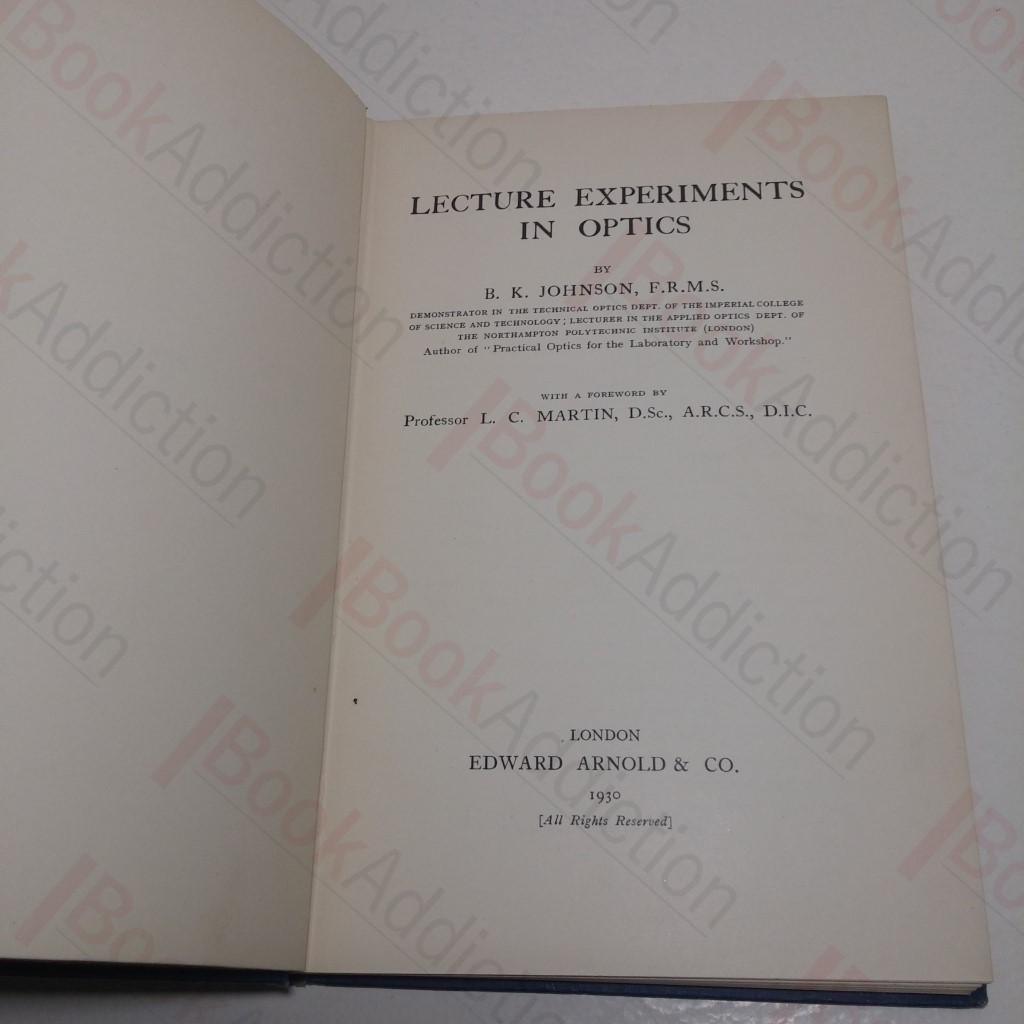 LECTURE EXPERIMENTS
IN OPTICS
BY
B. K. JOHNSON, F.R.M.S.
DEMONSTRATOR IN THE TECHNICAL OPTICS DEPT. OF THE IMPERIAL COLLEGE
OF SCIENCE AND TECHNOLOGY; LECTURER IN THE APPLIED OPTICS DEPT. OF
THE NORTHAMPTON POLYTECHNIC INSTITUTE (LONDON)
Author of "Practical Optics for the Laboratory and Workshop."
WITH A FOREWORD BY
Professor L. C. MARTIN, D.Sc., A.R.C.S., D.I.C.
LONDON
EDWARD ARNOLD & CO.
1930
[All Rights Reserved]
BookAddiction